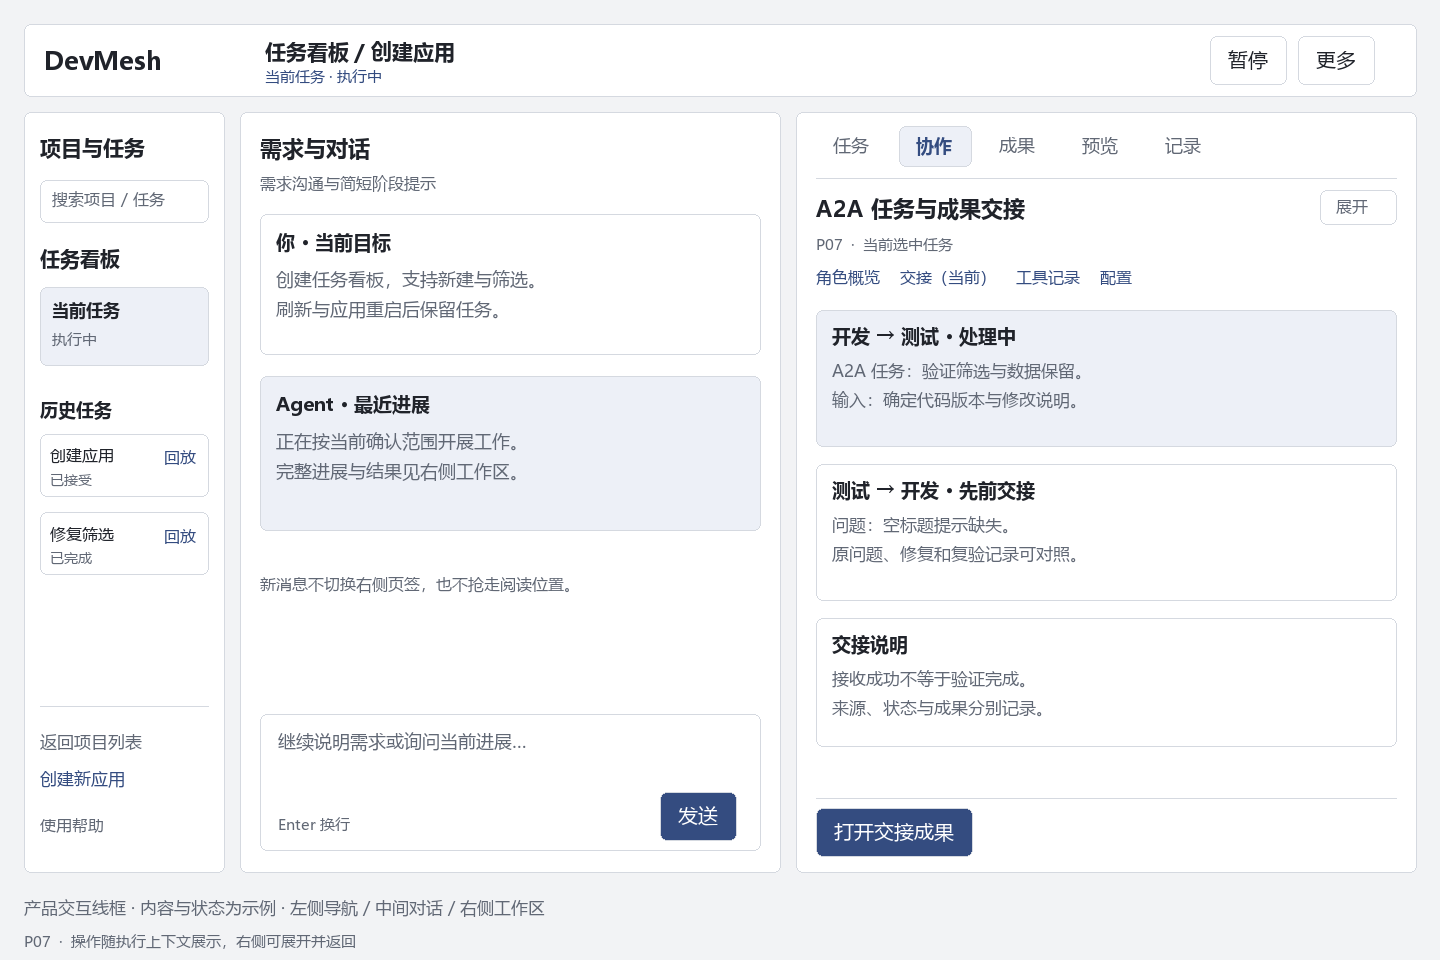 DevMesh
任务看板 / 创建应用
当前任务 · 执行中
暂停
更多
项目与任务
搜索项目 / 任务
任务看板
当前任务
执行中
历史任务
创建应用
回放
已接受
修复筛选
回放
已完成
返回项目列表
创建新应用
使用帮助
需求与对话
需求沟通与简短阶段提示
你 · 当前目标
创建任务看板，支持新建与筛选。
刷新与应用重启后保留任务。
Agent · 最近进展
正在按当前确认范围开展工作。
完整进展与结果见右侧工作区。
新消息不切换右侧页签，也不抢走阅读位置。
继续说明需求或询问当前进展...
Enter 换行
发送
任务
协作
成果
预览
记录
A2A 任务与成果交接
展开
P07 · 当前选中任务
角色概览
交接（当前）
工具记录
配置
开发 → 测试 · 处理中
A2A 任务：验证筛选与数据保留。
输入：确定代码版本与修改说明。
测试 → 开发 · 先前交接
问题：空标题提示缺失。
原问题、修复和复验记录可对照。
交接说明
接收成功不等于验证完成。
来源、状态与成果分别记录。
打开交接成果
产品交互线框 · 内容与状态为示例 · 左侧导航 / 中间对话 / 右侧工作区
P07 · 操作随执行上下文展示，右侧可展开并返回